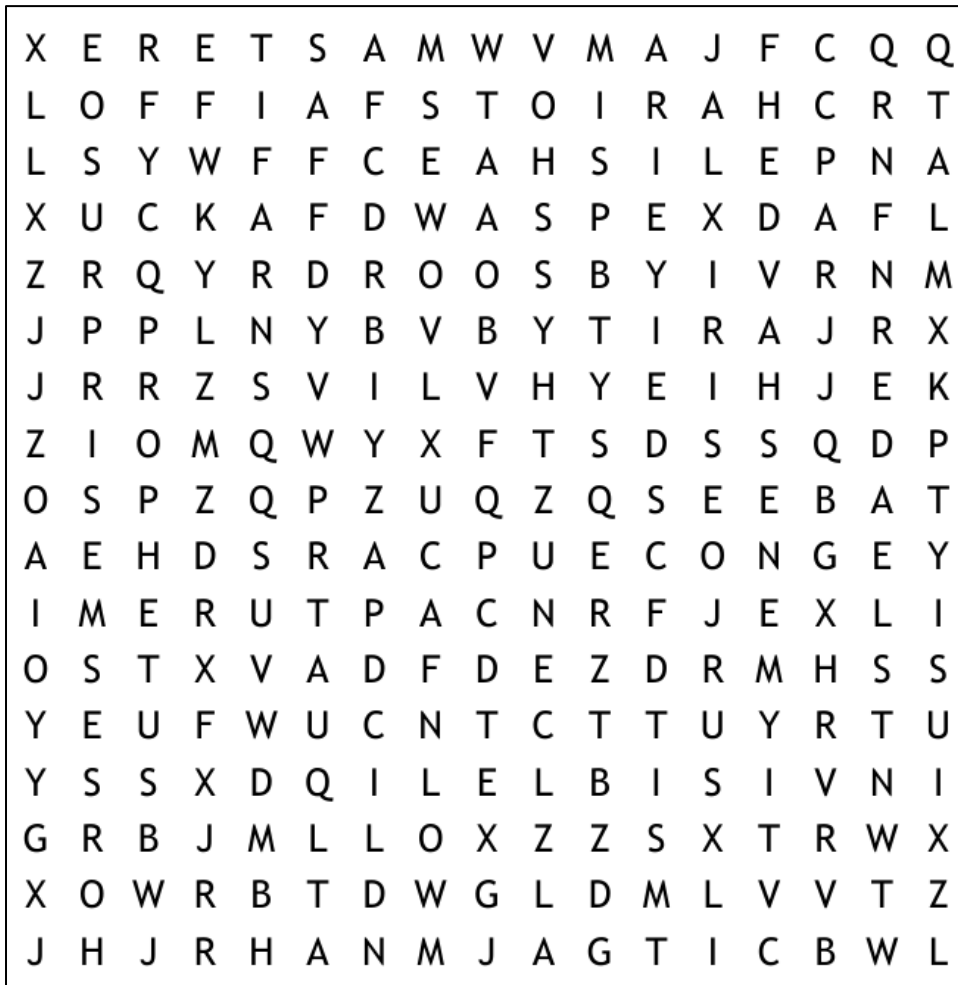 X E R E T S A M W V M A J F C Q Q
L O F F I A F S T O I R A H C R T
L S Y W F F C E A H S I L E P N A
X U C K A F D W A S P E X D A F L
Z R Q Y R D R O O S B Y I V R N M
J P P L N Y B V B Y T I R A J R X
J R R Z S V I L V H Y E I H J E K
Z I O M Q W Y X F T S D S S Q D P
O S P Z Q P Z U Q Z Q S E E B A T
A E H D S R A C P U E C O N G E Y
I M E R U T P A C N R F J E X L I
O S T X V A D F D E Z D R M H S S
Y E U F W U C N T C T T U Y R T U
Y S S X D Q I L E L B I S I V N I
G R B J M L L O X Z Z S X T R W X
X O W R B T D W G L D M L V V T Z
J H J R H A N M J A G T I C B W L